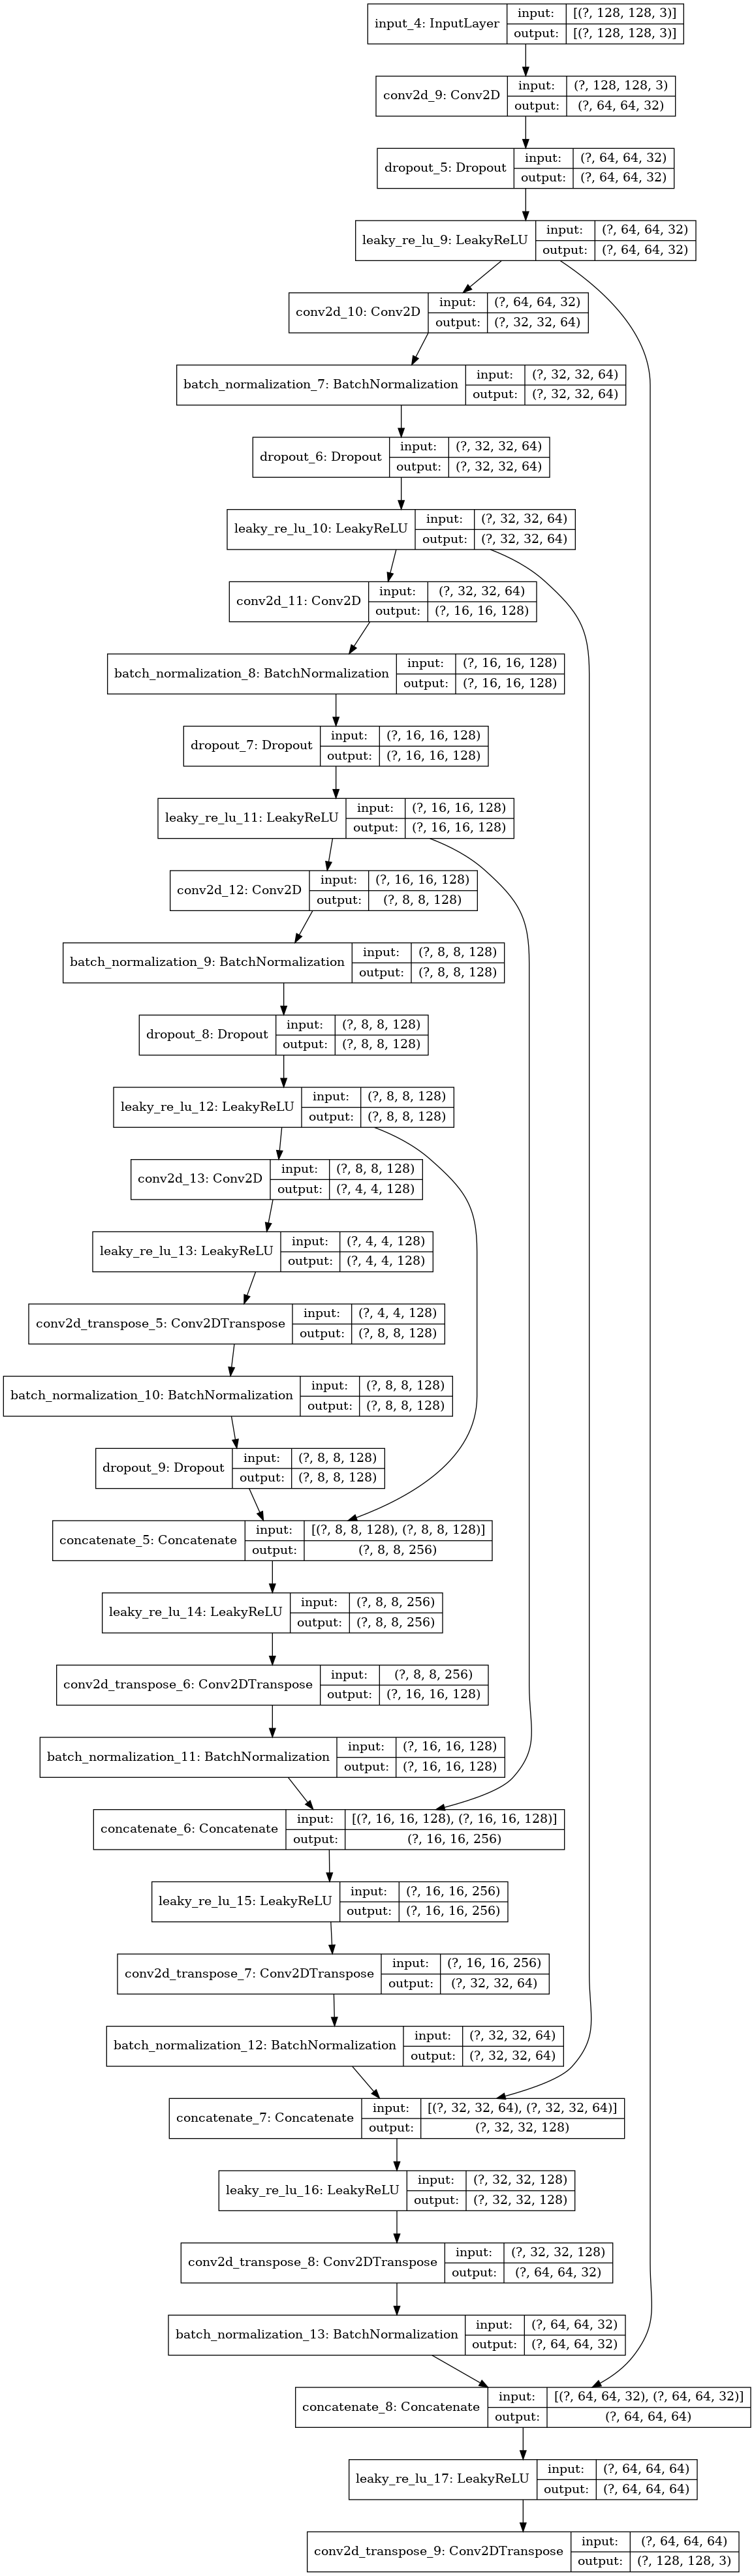 input_4: InputLayer input: [(?, 128, 128, 3)]
output: [(?, 128, 128, 3)]
conv2d_9: Conv2D input: (?, 128, 128, 3)
output: (?, 64, 64, 32)
dropout_5: Dropout input: (?, 64, 64, 32)
output: (?, 64, 64, 32)
leaky_re_lu_9: LeakyReLU input: (?, 64, 64, 32)
output: (?, 64, 64, 32)
conv2d_10: Conv2D input: (?, 64, 64, 32)
output: (?, 32, 32, 64)
batch_normalization_7: BatchNormalization input: (?, 32, 32, 64)
output: (?, 32, 32, 64)
dropout_6: Dropout input: (?, 32, 32, 64)
output: (?, 32, 32, 64)
leaky_re_lu_10: LeakyReLU input: (?, 32, 32, 64)
output: (?, 32, 32, 64)
conv2d_11: Conv2D input: (?, 32, 32, 64)
output: (?, 16, 16, 128)
batch_normalization_8: BatchNormalization input: (?, 16, 16, 128)
output: (?, 16, 16, 128)
dropout_7: Dropout input: (?, 16, 16, 128)
output: (?, 16, 16, 128)
leaky_re_lu_11: LeakyReLU input: (?, 16, 16, 128)
output: (?, 16, 16, 128)
conv2d_12: Conv2D input: (?, 16, 16, 128)
output: (?, 8, 8, 128)
batch_normalization_9: BatchNormalization input: (?, 8, 8, 128)
output: (?, 8, 8, 128)
dropout_8: Dropout input: (?, 8, 8, 128)
output: (?, 8, 8, 128)
leaky_re_lu_12: LeakyReLU input: (?, 8, 8, 128)
output: (?, 8, 8, 128)
conv2d_13: Conv2D input: (?, 8, 8, 128)
output: (?, 4, 4, 128)
leaky_re_lu_13: LeakyReLU input: (?, 4, 4, 128)
output: (?, 4, 4, 128)
conv2d_transpose_5: Conv2DTranspose input: (?, 4, 4, 128)
output: (?, 8, 8, 128)
batch_normalization_10: BatchNormalization input: (?, 8, 8, 128)
output: (?, 8, 8, 128)
dropout_9: Dropout input: (?, 8, 8, 128)
output: (?, 8, 8, 128)
concatenate_5: Concatenate input: [(?, 8, 8, 128), (?, 8, 8, 128)]
output: (?, 8, 8, 256)
leaky_re_lu_14: LeakyReLU input: (?, 8, 8, 256)
output: (?, 8, 8, 256)
conv2d_transpose_6: Conv2DTranspose input: (?, 8, 8, 256)
output: (?, 16, 16, 128)
batch_normalization_11: BatchNormalization input: (?, 16, 16, 128)
output: (?, 16, 16, 128)
concatenate_6: Concatenate input: [(?, 16, 16, 128), (?, 16, 16, 128)]
output: (?, 16, 16, 256)
leaky_re_lu_15: LeakyReLU input: (?, 16, 16, 256)
output: (?, 16, 16, 256)
conv2d_transpose_7: Conv2DTranspose input: (?, 16, 16, 256)
output: (?, 32, 32, 64)
batch_normalization_12: BatchNormalization input: (?, 32, 32, 64)
output: (?, 32, 32, 64)
concatenate_7: Concatenate input: [(?, 32, 32, 64), (?, 32, 32, 64)]
output: (?, 32, 32, 128)
leaky_re_lu_16: LeakyReLU input: (?, 32, 32, 128)
output: (?, 32, 32, 128)
conv2d_transpose_8: Conv2DTranspose input: (?, 32, 32, 128)
output: (?, 64, 64, 32)
batch_normalization_13: BatchNormalization input: (?, 64, 64, 32)
output: (?, 64, 64, 32)
concatenate_8: Concatenate input: [(?, 64, 64, 32), (?, 64, 64, 32)]
output: (?, 64, 64, 64)
leaky_re_lu_17: LeakyReLU input: (?, 64, 64, 64)
output: (?, 64, 64, 64)
conv2d_transpose_9: Conv2DTranspose input: (?, 64, 64, 64)
output: (?, 128, 128, 3)